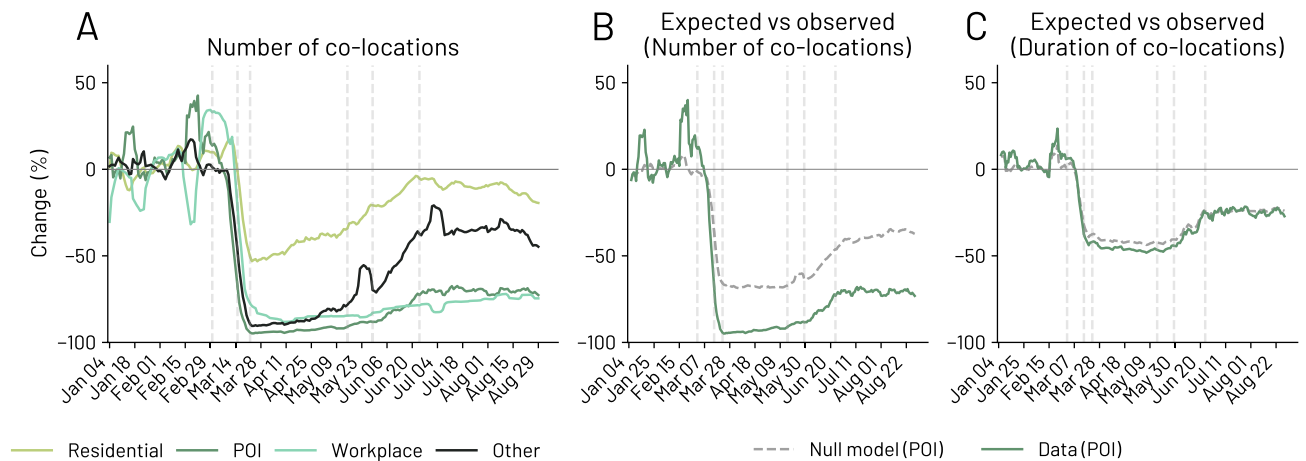 A
Number of co-locations
Change (%)
50
0
−50
−100
Jan 04
Jan 18
Feb 01
Feb 15
Feb 29
Mar 14
Mar 28
Apr 11
Apr 25
May 09
May 23
Jun 06
Jun 20
Jul 04
Jul 18
Aug 01
Aug 15
Aug 29
Residential
POI
Workplace
Other
B
Expected vs observed
(Number of co-locations)
50
0
−50
−100
Jan 04
Jan 25
Feb 15
Mar 07
Mar 28
Apr 18
May 09
May 30
Jun 20
Jul 11
Aug 01
Aug 22
C
Expected vs observed
(Duration of co-locations)
50
0
−50
−100
Jan 04
Jan 25
Feb 15
Mar 07
Mar 28
Apr 18
May 09
May 30
Jun 20
Jul 11
Aug 01
Aug 22
Null model (POI)
Data (POI)